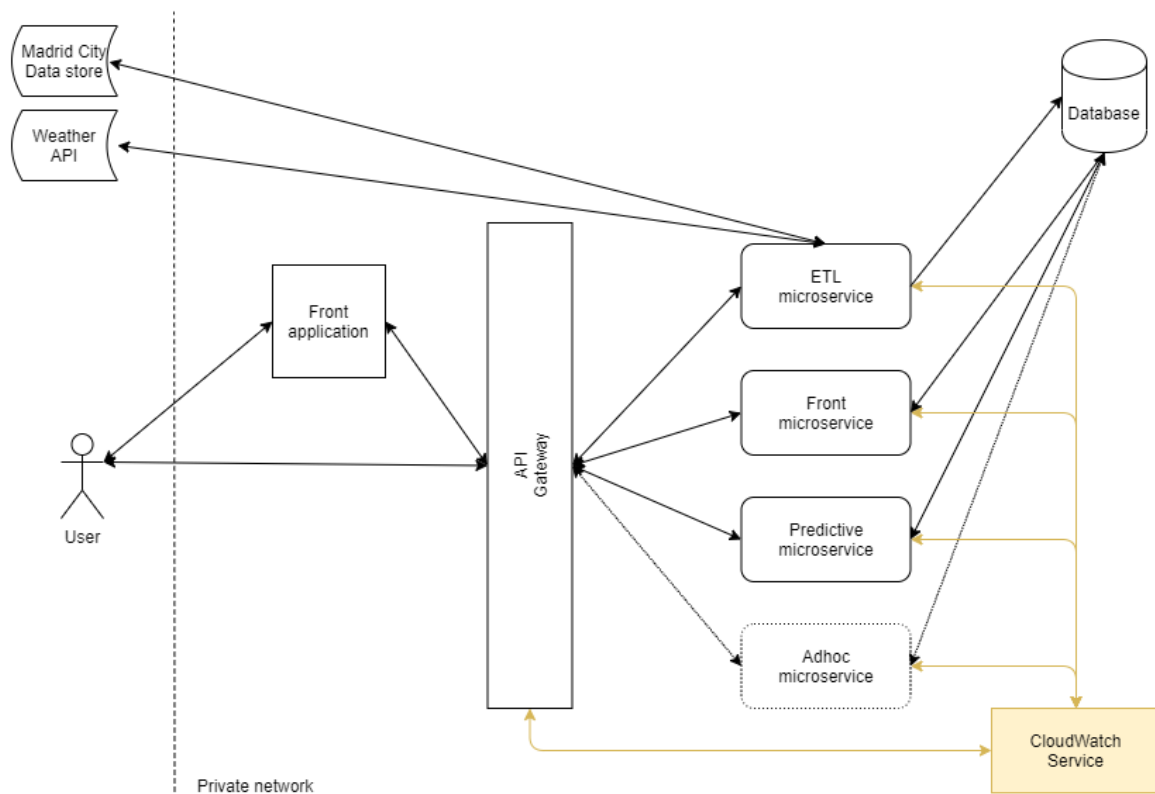 Madrid City
Data store
Weather
API
Database
ETL
microservice
Front
application
Front
microservice
API
Gateway
User
Predictive
microservice
Adhoc
microservice
CloudWatch
Service
Private network